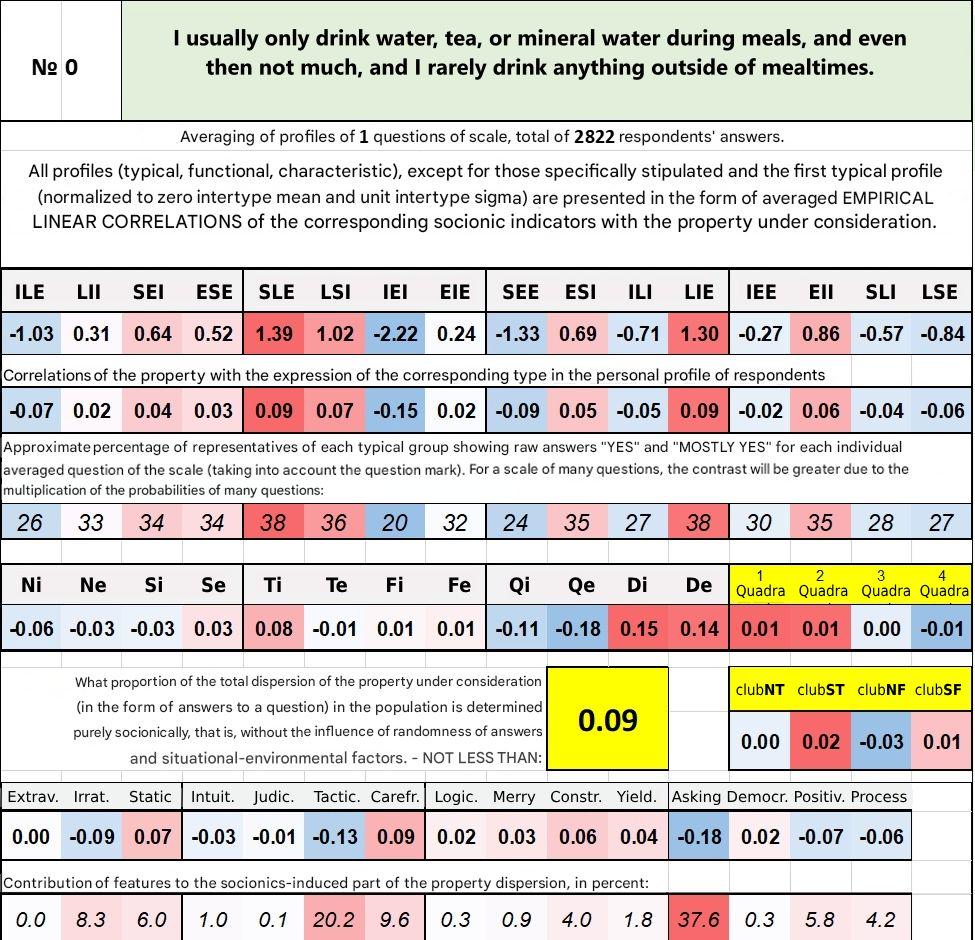 № 0
I usually only drink water, tea, or mineral water during meals, and even
then not much, and I rarely drink anything outside of mealtimes.
Averaging of profiles of 1 questions of scale, total of 2822 respondents' answers.
All profiles (typical, functional, characteristic), except for those specifically stipulated and the first typical profile
(normalized to zero intertype mean and unit intertype sigma) are presented in the form of averaged EMPIRICAL
LINEAR CORRELATIONS of the corresponding socionic indicators with the property under consideration.
ILE LII SEI ESE SLE LSI IEI EIE SEE ESI ILI LIE IEE EII SLI LSE
-1.03 0.31 0.64 0.52 1.39 1.02 -2.22 0.24 -1.33 0.69 -0.71 1.30 -0.27 0.86 -0.57 -0.84
Correlations of the property with the expression of the corresponding type in the personal profile of respondents
-0.07 0.02 0.04 0.03 0.09 0.07 -0.15 0.02 -0.09 0.05 -0.05 0.09 -0.02 0.06 -0.04 -0.06
Approximate percentage of representatives of each typical group showing raw answers "YES" and "MOSTLY YES" for each individual
averaged question of the scale (taking into account the question mark). For a scale of many questions, the contrast will be greater due to the
multiplication of the probabilities of many questions:
26 33 34 34 38 36 20 32 24 35 27 38 30 35 28 27
Ni Ne Si Se Ti Te Fi Fe Qi Qe Di De 1 Quadra 2 Quadra 3 Quadra 4 Quadra
-0.06 -0.03 -0.03 0.03 0.08 -0.01 0.01 0.01 -0.11 -0.18 0.15 0.14 0.01 0.01 0.00 -0.01
What proportion of the total dispersion of the property under consideration
(in the form of answers to a question) in the population is determined
purely socionically, that is, without the influence of randomness of answers
and situational-environmental factors. - NOT LESS THAN:
0.09
clubNT clubST clubNF clubSF
0.00 0.02 -0.03 0.01
Extrav. Irrat. Static Intuit. Judic. Tactic. Carefr. Logic. Merry Constr. Yield. Asking Democr. Positiv. Process
0.00 -0.09 0.07 -0.03 -0.01 -0.13 0.09 0.02 0.03 0.06 0.04 -0.18 0.02 -0.07 -0.06
Contribution of features to the socionics-induced part of the property dispersion, in percent:
0.0 8.3 6.0 1.0 0.1 20.2 9.6 0.3 0.9 4.0 1.8 37.6 0.3 5.8 4.2